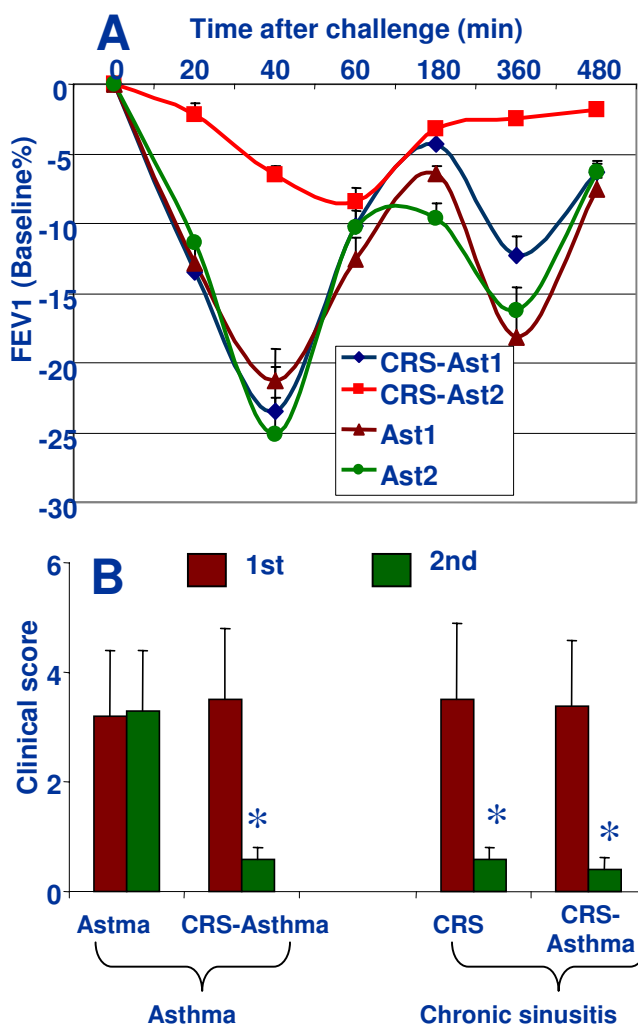 A Time after challenge (min)
0 20 40 60 180 360 480
0
-5
-10
-15
-20
-25
-30
FEV1 (Baseline%)
CRS-Ast1
CRS-Ast2
Ast1
Ast2
B 1st 2nd
6
4
2
0
Clinical score
*
*
*
Astma CRS-Asthma CRS CRS-
Asthma
Asthma Chronic sinusitis